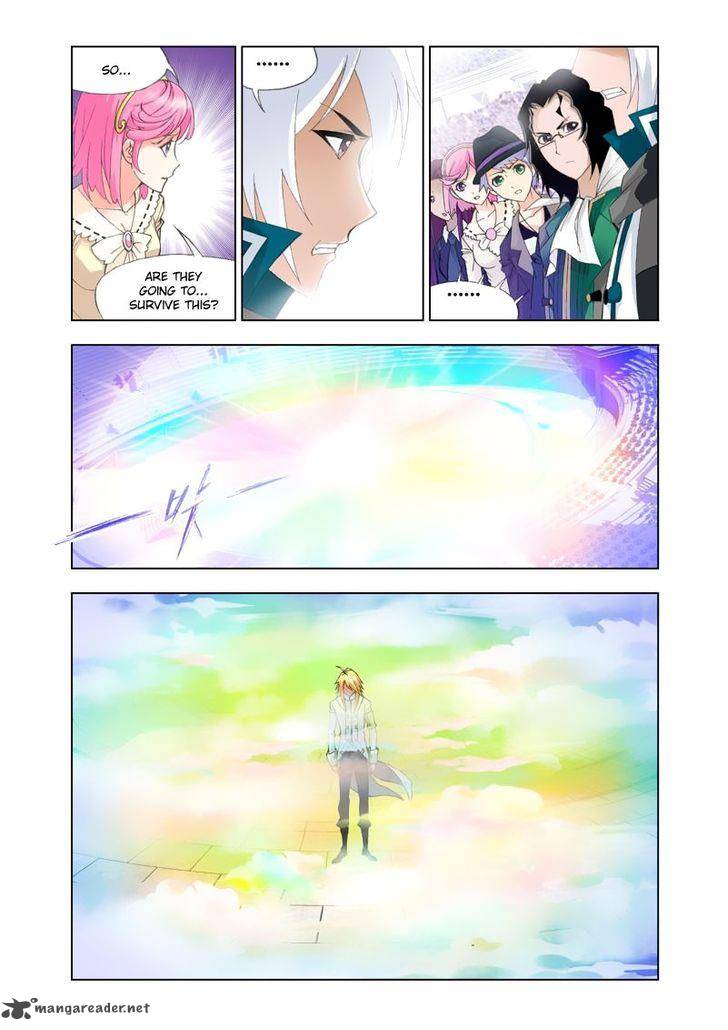 SO...
ARE THEY
GOING TO...
SURVIVE THIS?
......
......
밧
mangareader.net